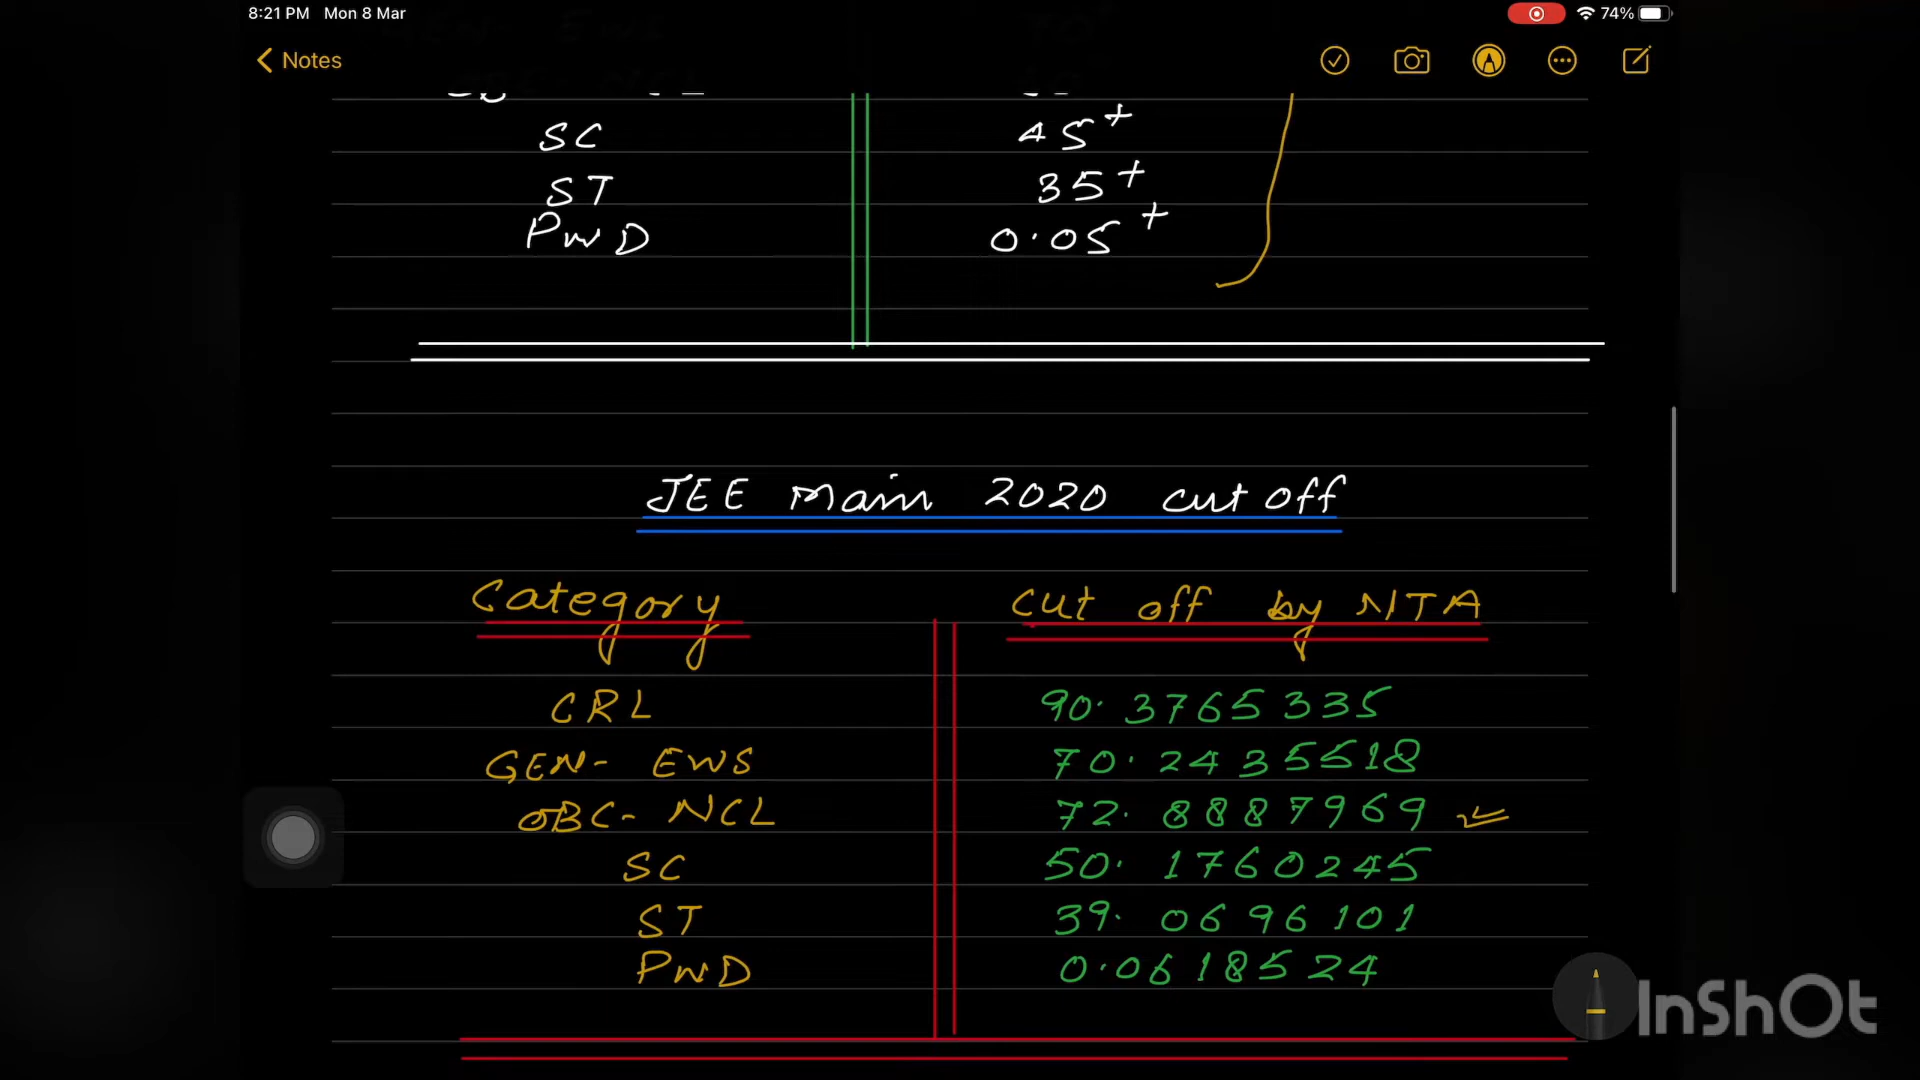 8:21 PM Mon 8 Mar
74%
Notes
SC 45+
ST 35+
PWD 0.05+
JEE Main 2020 cut off
Category cut off by NTA
CRL 90.3765335
GEN- EWS 70.2435518
OBC- NCL 72.8887969
SC 50.1760245
ST 39.0696101
PWD 0.0618524
InShOt